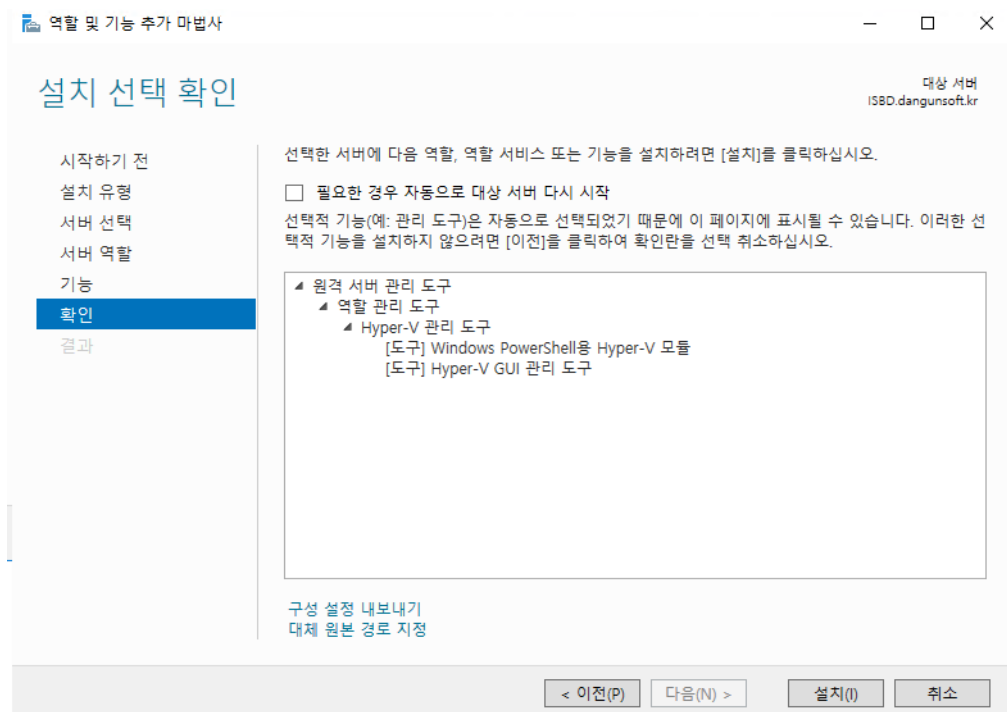 역할 및 기능 추가 마법사
설치 선택 확인
대상 서버
ISBD.dangunsoft.kr
시작하기 전
설치 유형
서버 선택
서버 역할
기능
확인
결과
선택한 서버에 다음 역할, 역할 서비스 또는 기능을 설치하려면 [설치]를 클릭하십시오.
필요한 경우 자동으로 대상 서버 다시 시작
선택적 기능(예: 관리 도구)은 자동으로 선택되었기 때문에 이 페이지에 표시될 수 있습니다. 이러한 선
택적 기능을 설치하지 않으려면 [이전]을 클릭하여 확인란을 선택 취소하십시오.
원격 서버 관리 도구
역할 관리 도구
Hyper-V 관리 도구
[도구] Windows PowerShell용 Hyper-V 모듈
[도구] Hyper-V GUI 관리 도구
구성 설정 내보내기
대체 원본 경로 지정
< 이전(P)
다음(N) >
설치(I)
취소